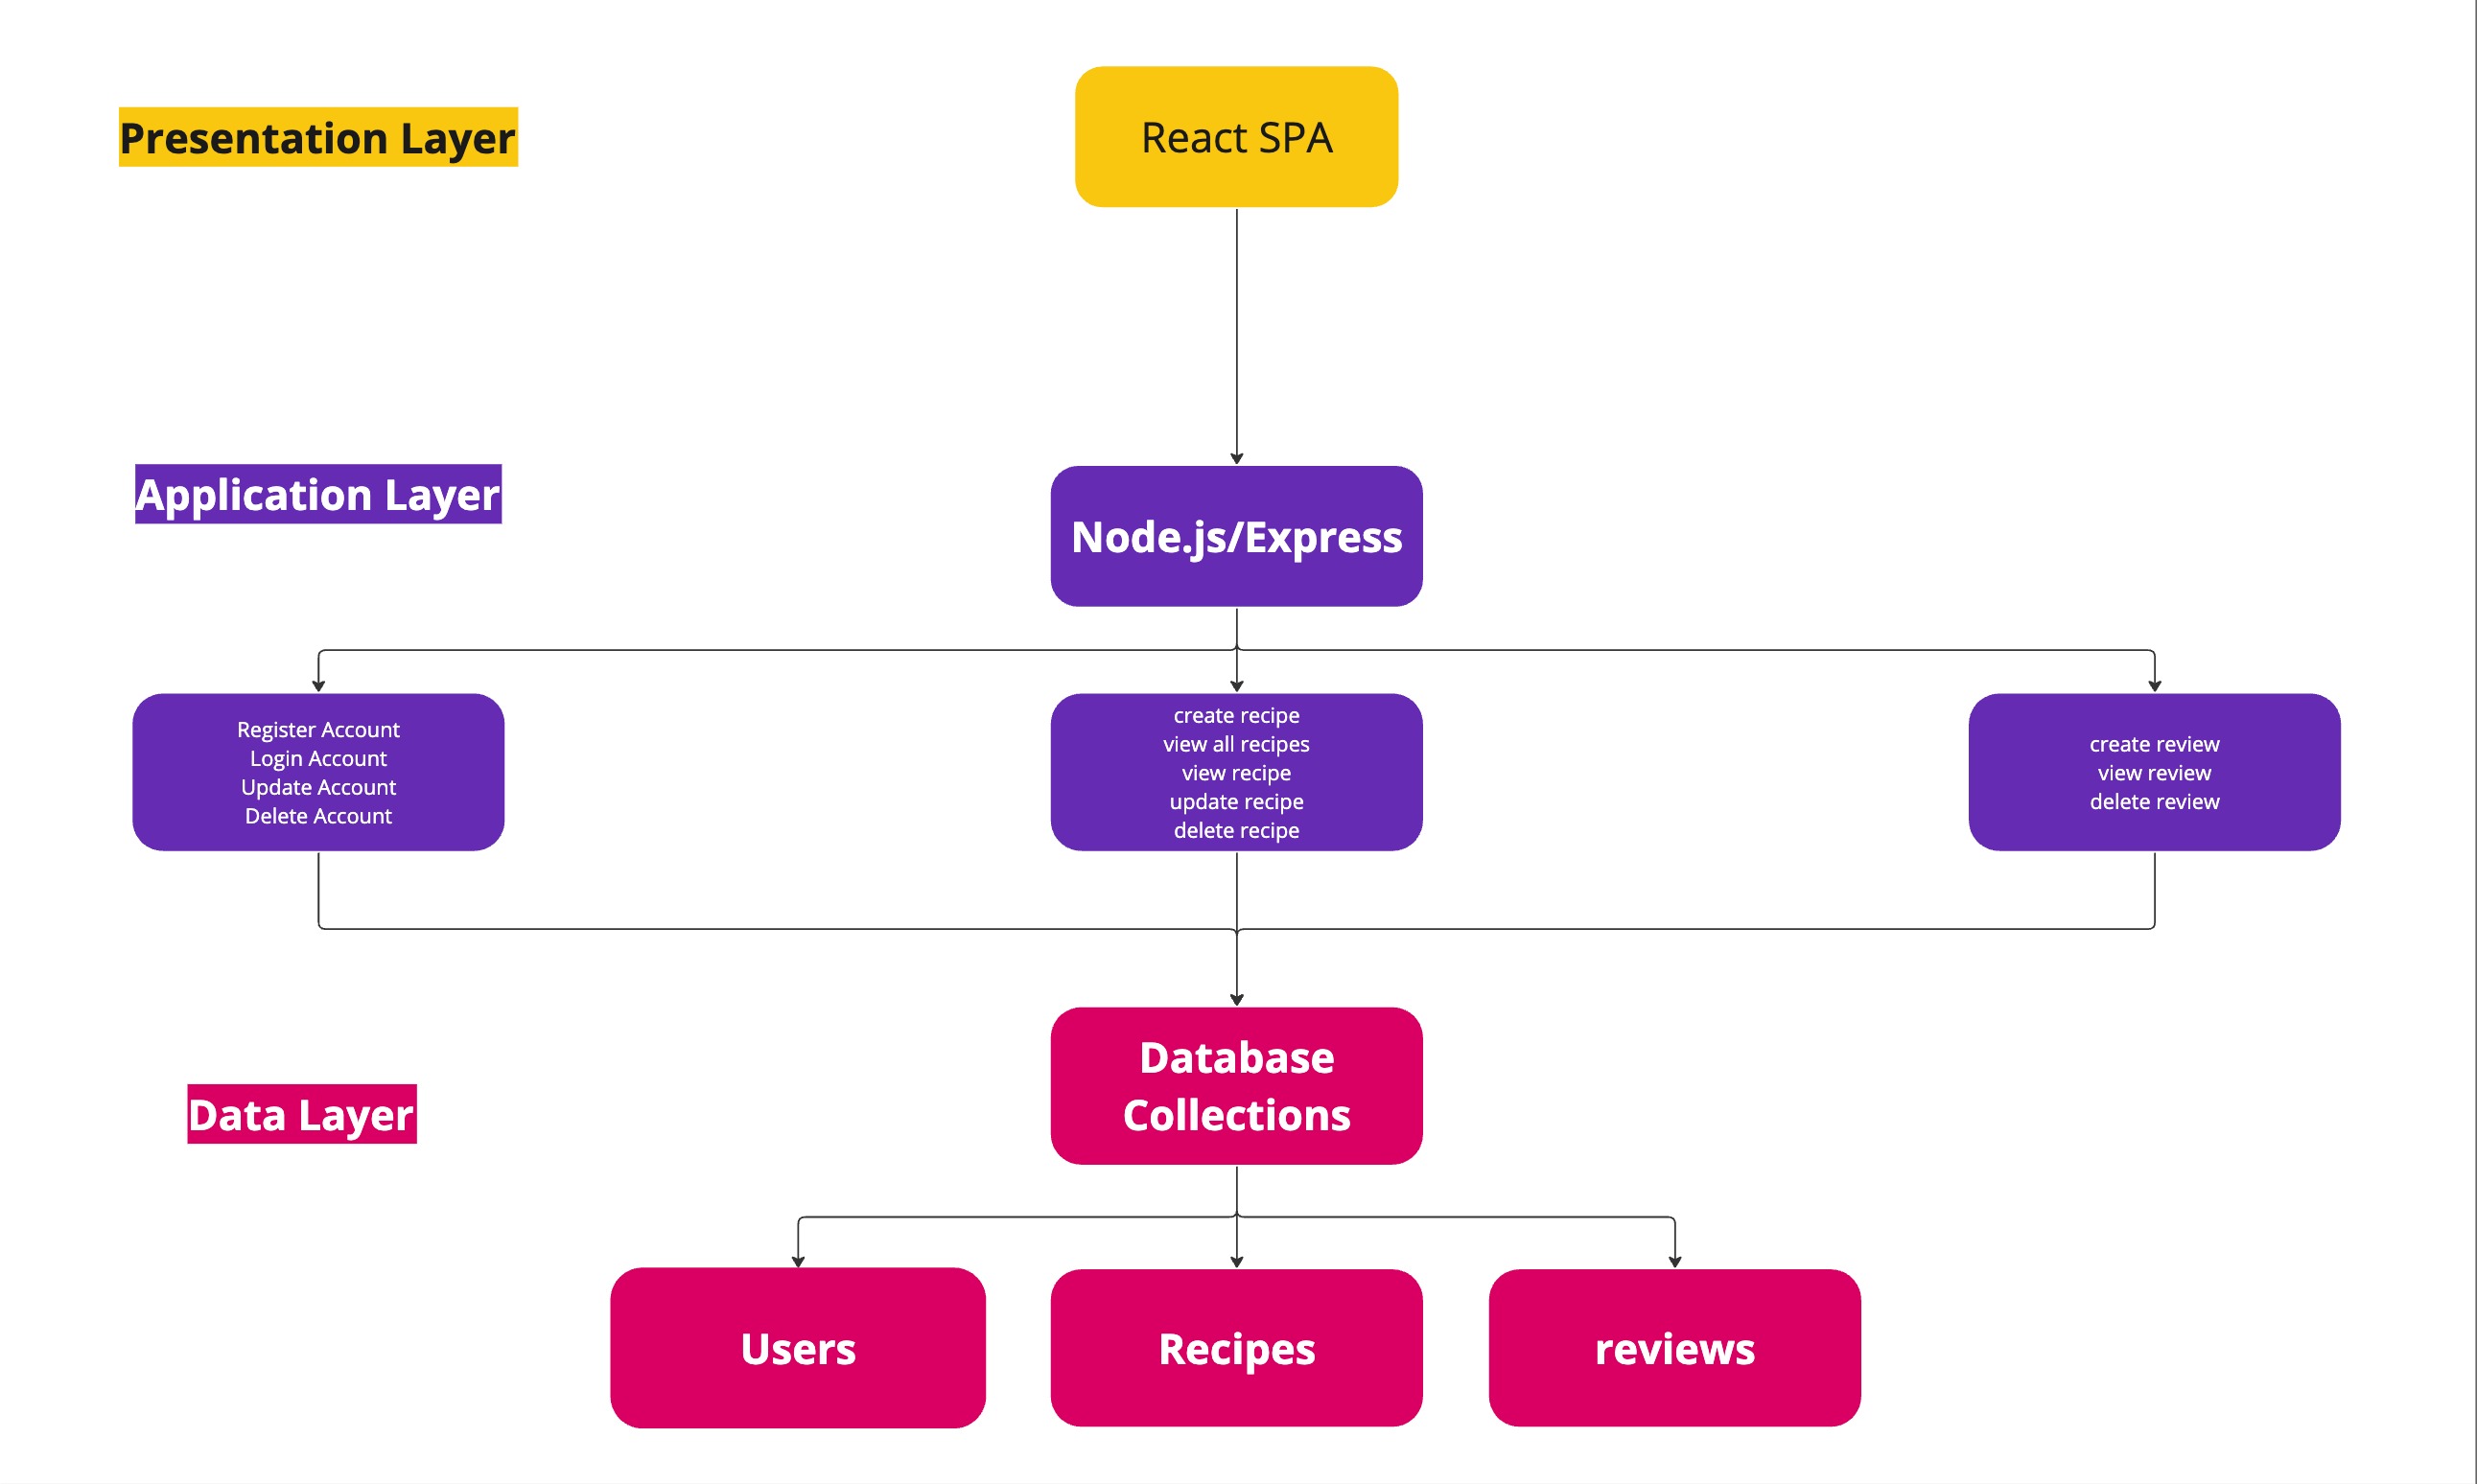 Presentation Layer
React SPA
Application Layer
Node.js/Express
Register Account
Login Account
Update Account
Delete Account
create recipe
view all recipes
view recipe
update recipe
delete recipe
create review
view review
delete review
Database
Collections
Data Layer
Users
Recipes
reviews